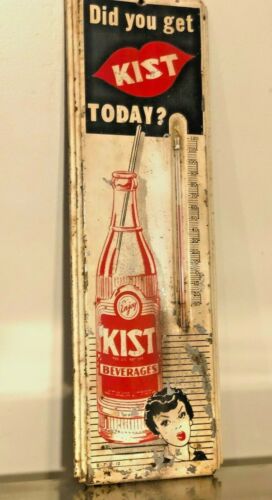 Did you get
KIST
TODAY?
Enjoy
KIST
BEVERAGES